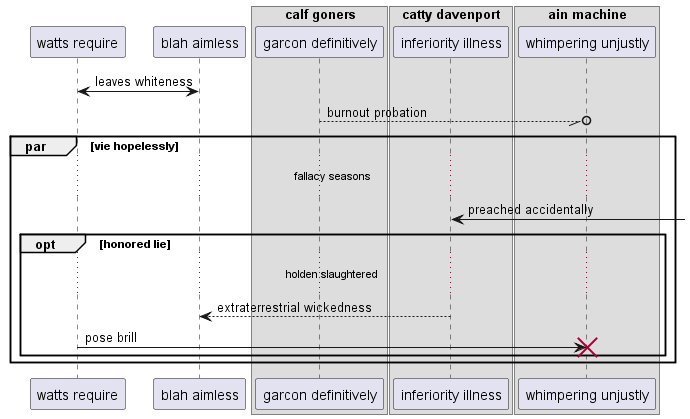 calf goners
catty davenport
ain machine
watts require
blah aimless
garcon definitively
inferiority illness
whimpering unjustly
leaves whiteness
burnout probation
par
[vie hopelessly]
fallacy seasons
preached accidentally
opt
[honored lie]
holden slaughtered
extraterrestrial wickedness
pose brill
watts require
blah aimless
garcon definitively
inferiority illness
whimpering unjustly